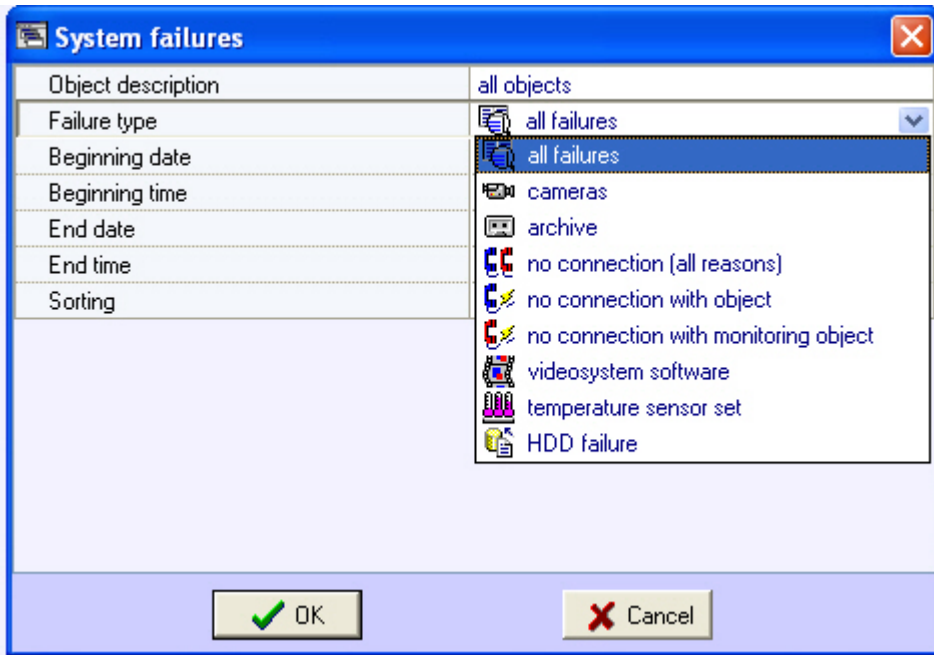 System failures
Object description all objects
Failure type all failures
Beginning date all failures
Beginning time cameras
End date archive
End time no connection (all reasons)
Sorting no connection with object
no connection with monitoring object
videosystem software
temperature sensor set
HDD failure
OK Cancel